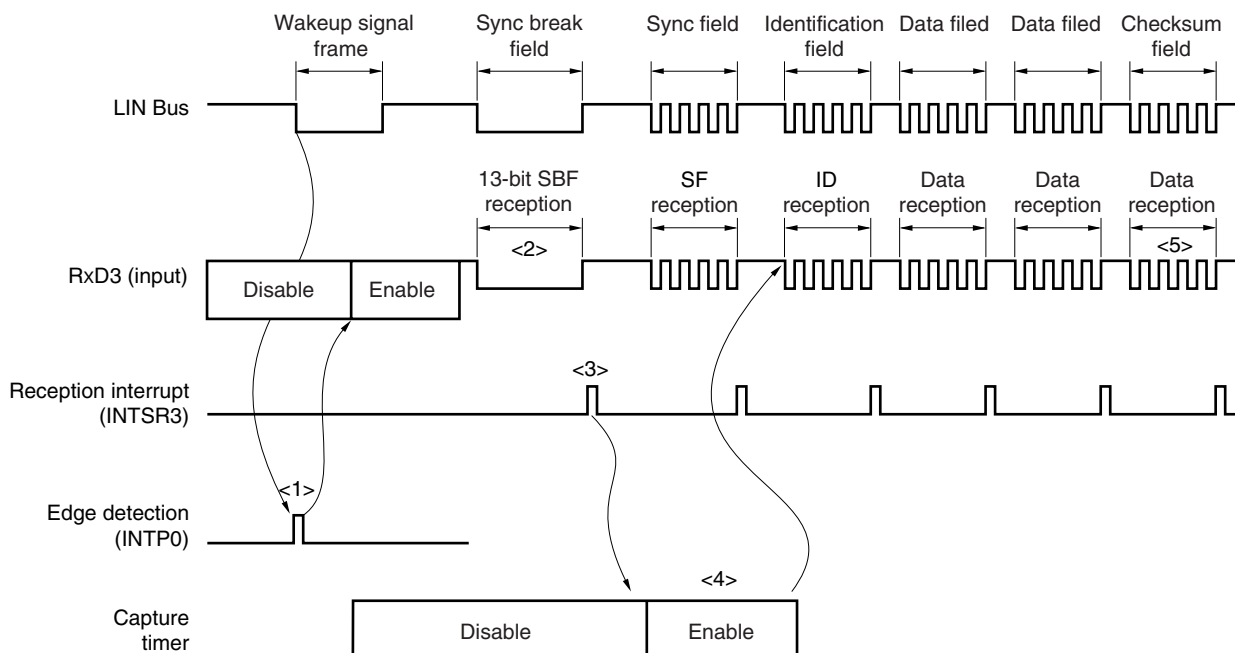 Wakeup signal
frame
Sync break
field
Sync field
Identification
field
Data filed
Data filed
Checksum
field
LIN Bus
13-bit SBF
reception
SF
reception
ID
reception
Data
reception
Data
reception
Data
reception
<2>
<5>
RxD3 (input)
Disable
Enable
Reception interrupt
(INTSR3)
<3>
<1>
Edge detection
(INTP0)
<4>
Capture
timer
Disable
Enable